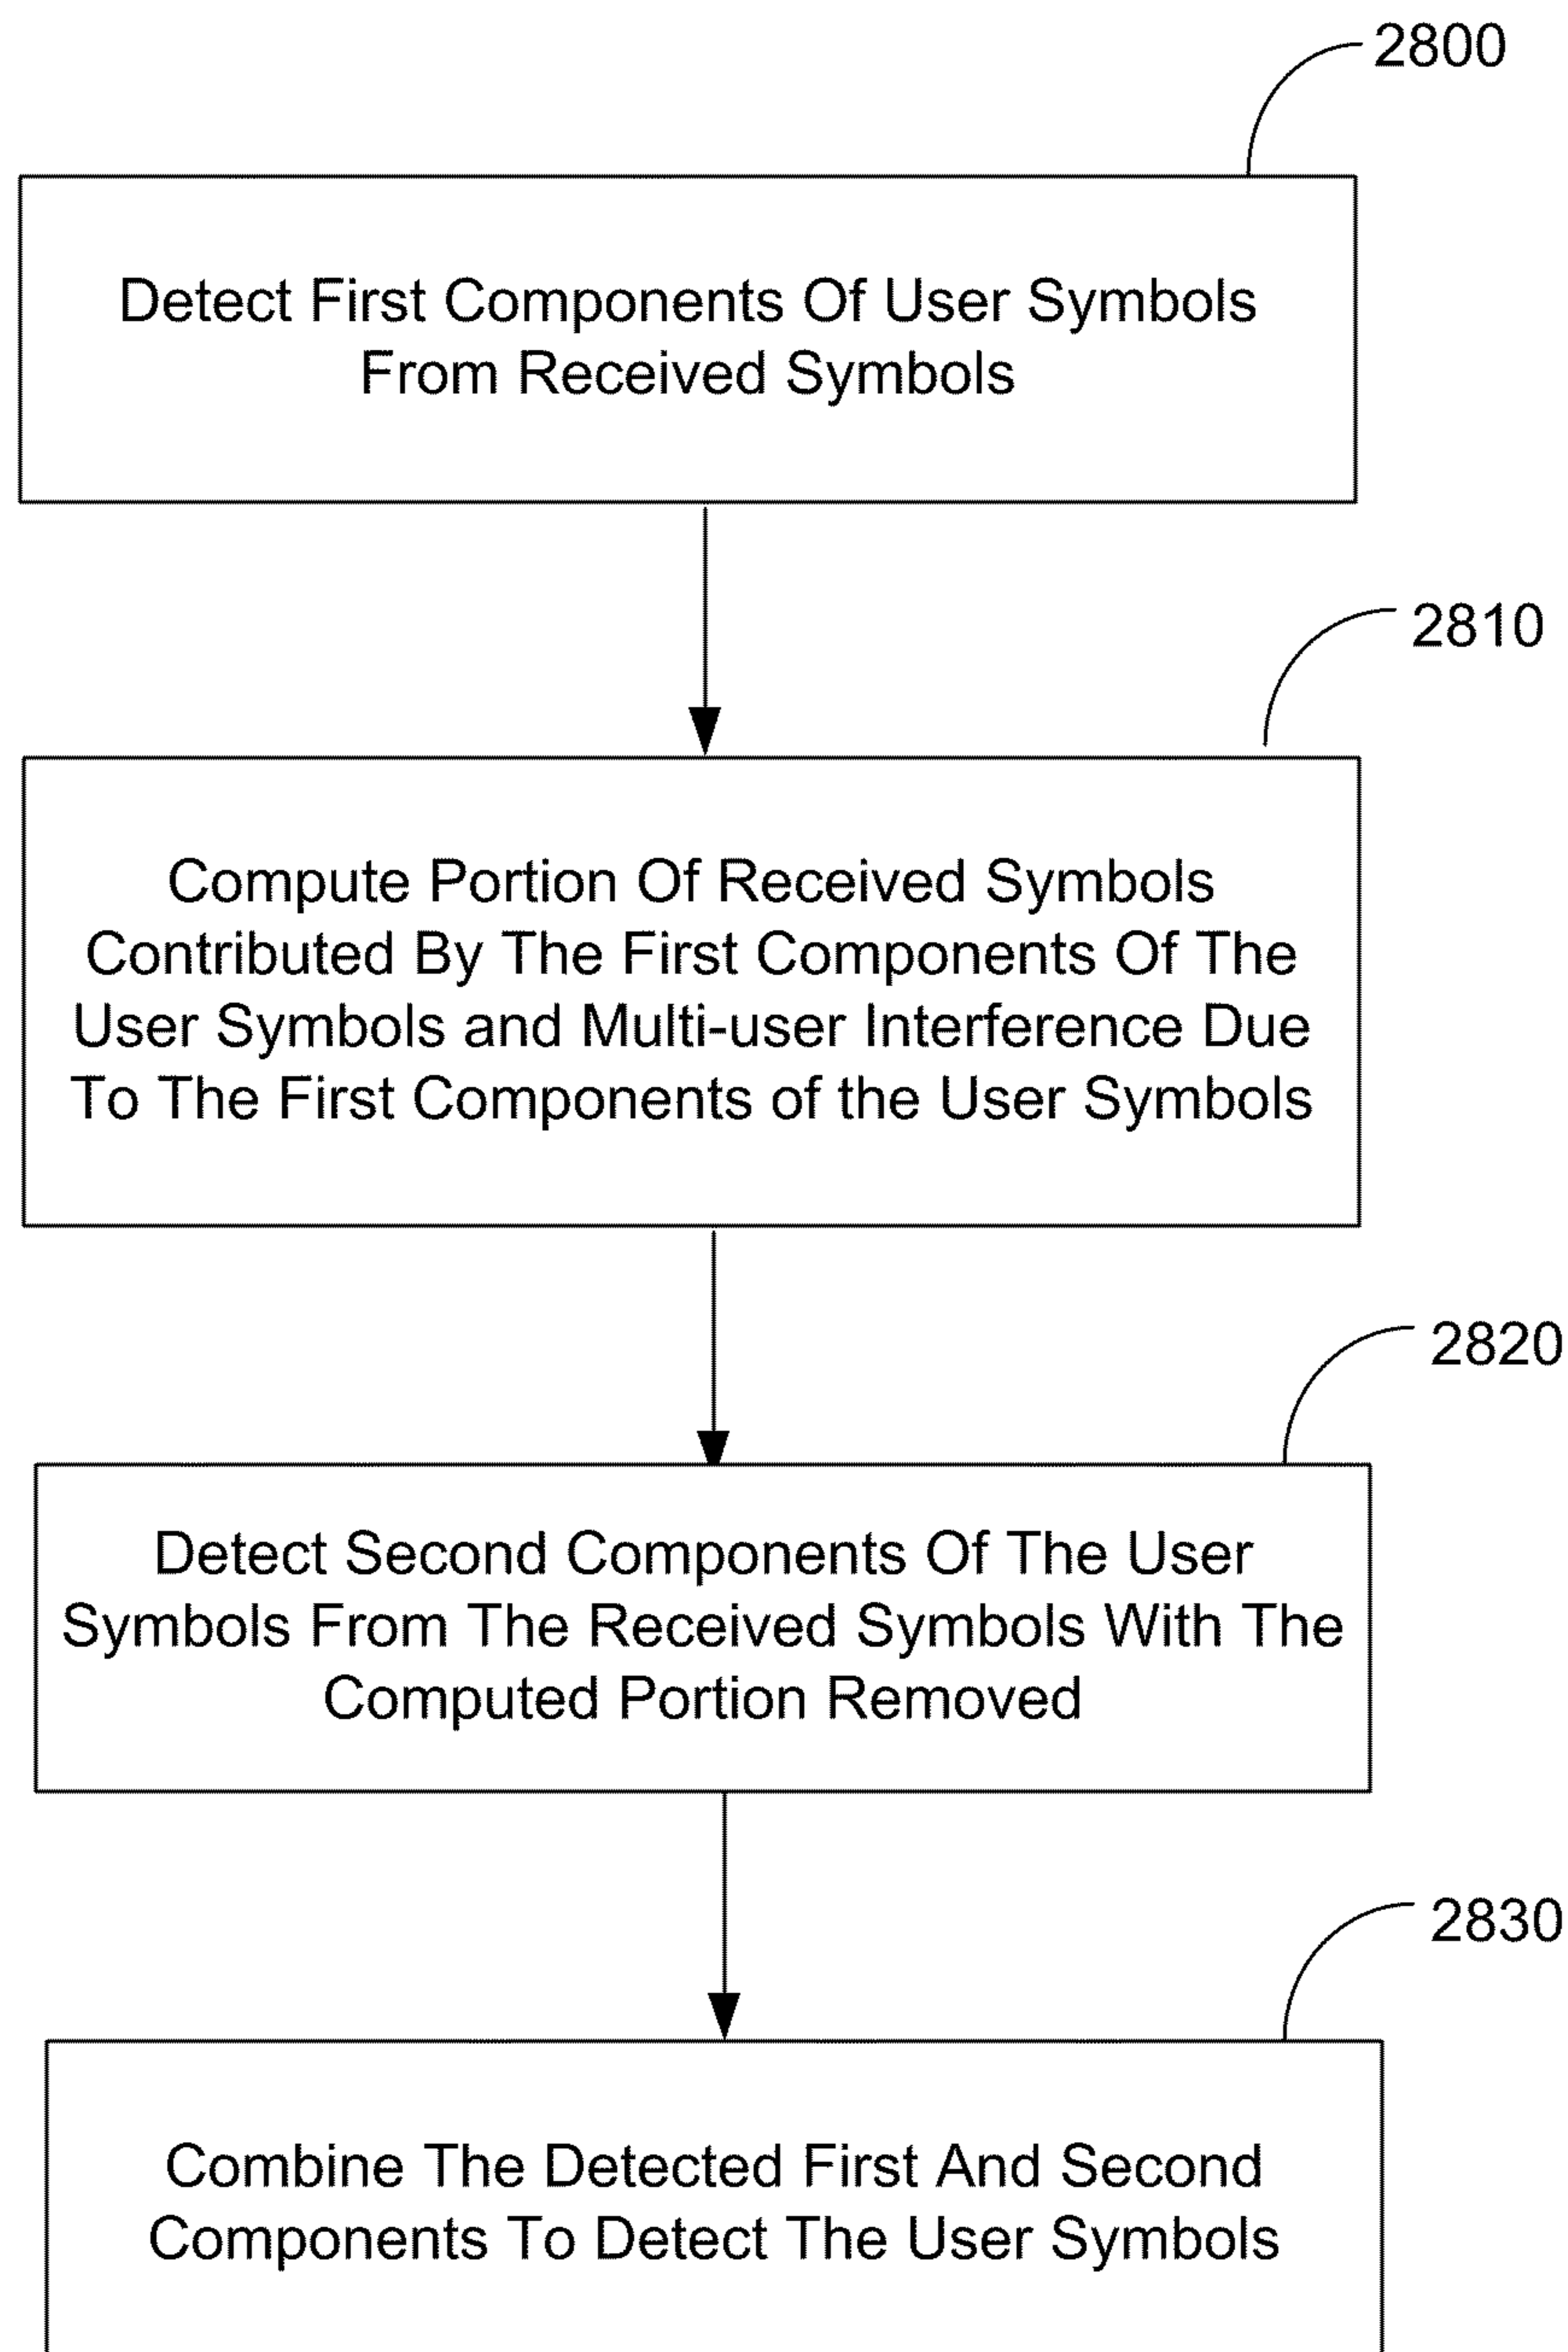 2800
Detect First Components Of User Symbols
From Received Symbols
2810
Compute Portion Of Received Symbols
Contributed By The First Components Of The
User Symbols and Multi-user Interference Due
To The First Components of the User Symbols
2820
Detect Second Components Of The User
Symbols From The Received Symbols With The
Computed Portion Removed
2830
Combine The Detected First And Second
Components To Detect The User Symbols